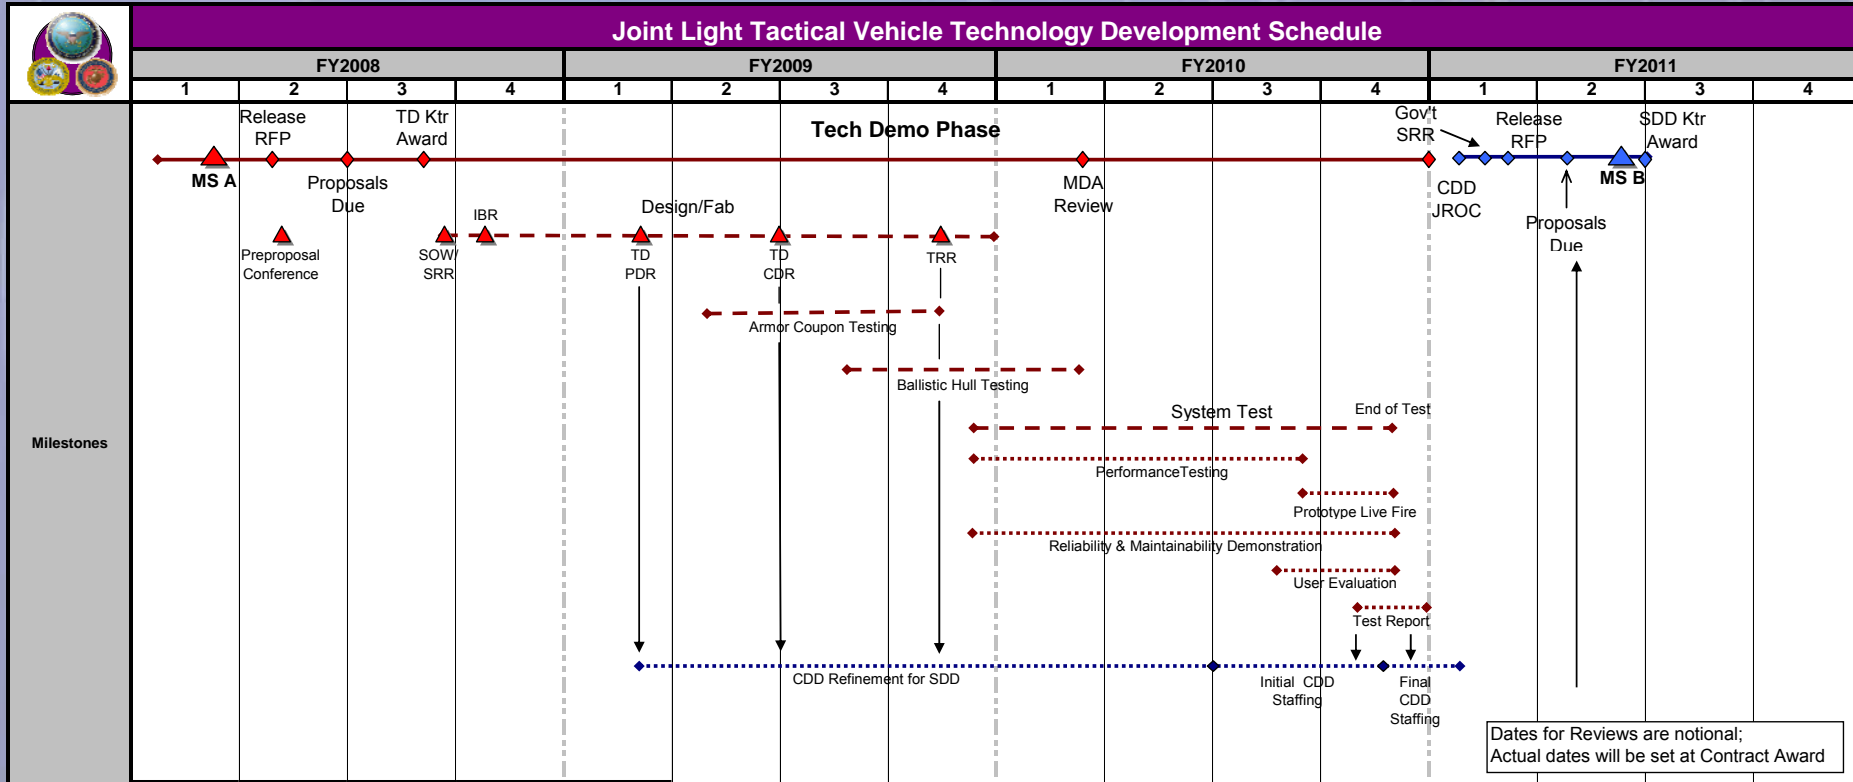 Joint Light Tactical Vehicle Technology Development Schedule
FY2008 FY2009 FY2010 FY2011
1 2 3 4 1 2 3 4 1 2 3 4 1 2 3 4
Milestones
Release
RFP
TD Ktr
Award
Tech Demo Phase
Gov't
SRR
Release
RFP
SDD Ktr
Award
MS A
Proposals
Due
MDA
Review
CDD
JROC
MS B
Proposals
Due
Preproposal
Conference
SOW/
SRR
IBR
Design/Fab
TD
PDR
TD
CDR
TRR
Armor Coupon Testing
Ballistic Hull Testing
System Test
End of Test
PerformanceTesting
Prototype Live Fire
Reliability & Maintainability Demonstration
User Evaluation
Test Report
CDD Refinement for SDD
Initial CDD
Staffing
Final
CDD
Staffing
Dates for Reviews are notional;
Actual dates will be set at Contract Award